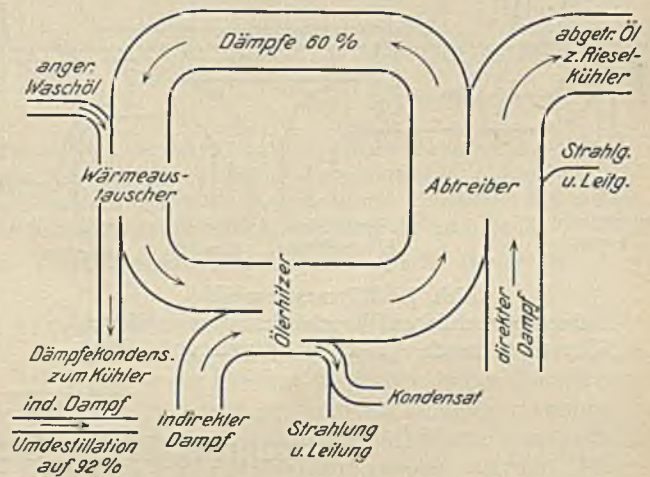 Dämpfe 60 %
abgetr. Öl
z. Riesel-
kühler
anger.
Waschöl
Wärmeaus-
tauscher
Abtreiber
Strahlg.
u. Leitg.
Ölerhitzer
direkter
Dampf
Dämpfekondens.
zum Kühler
ind. Dampf
Umdestillation
auf 92%
indirekter
Dampf
Strahlung
u. Leitung
Kondensat